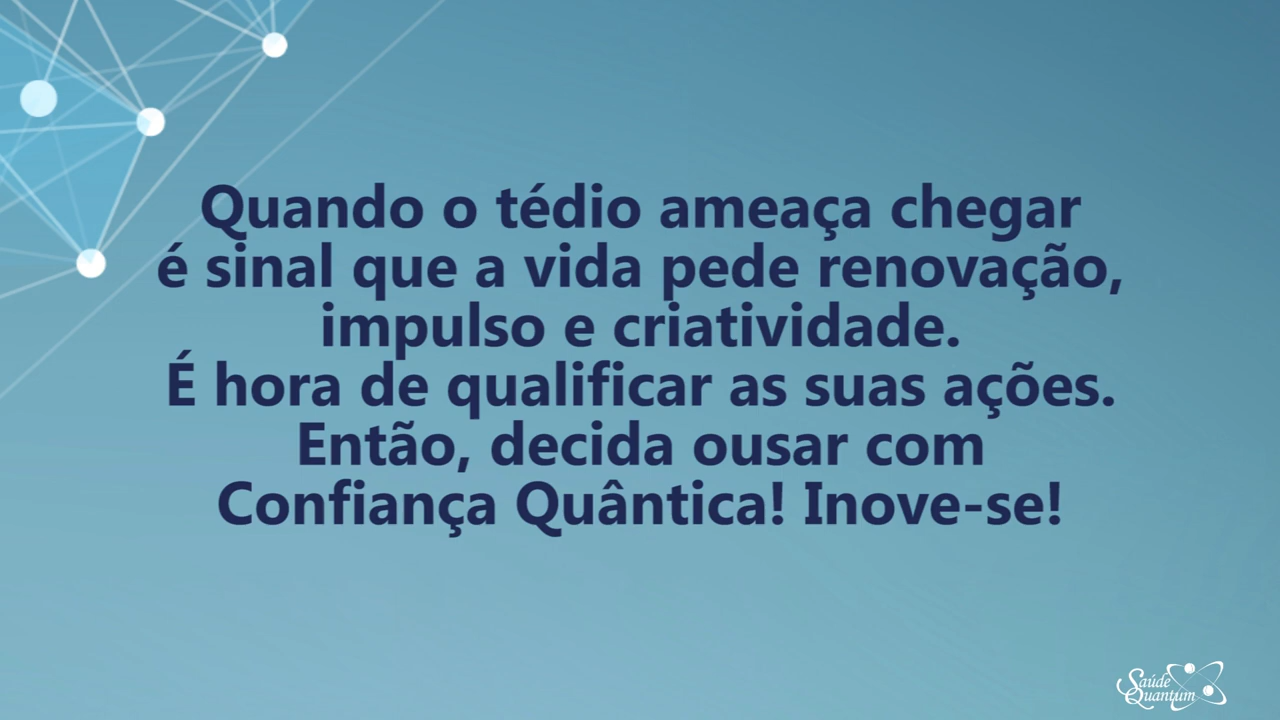 Quando o tédio ameaça chegar
é sinal que a vida pede renovação,
impulso e criatividade.
É hora de qualificar as suas ações.
Então, decida ousar com
Confiança Quântica! Inove-se!
Saúde
Quantum